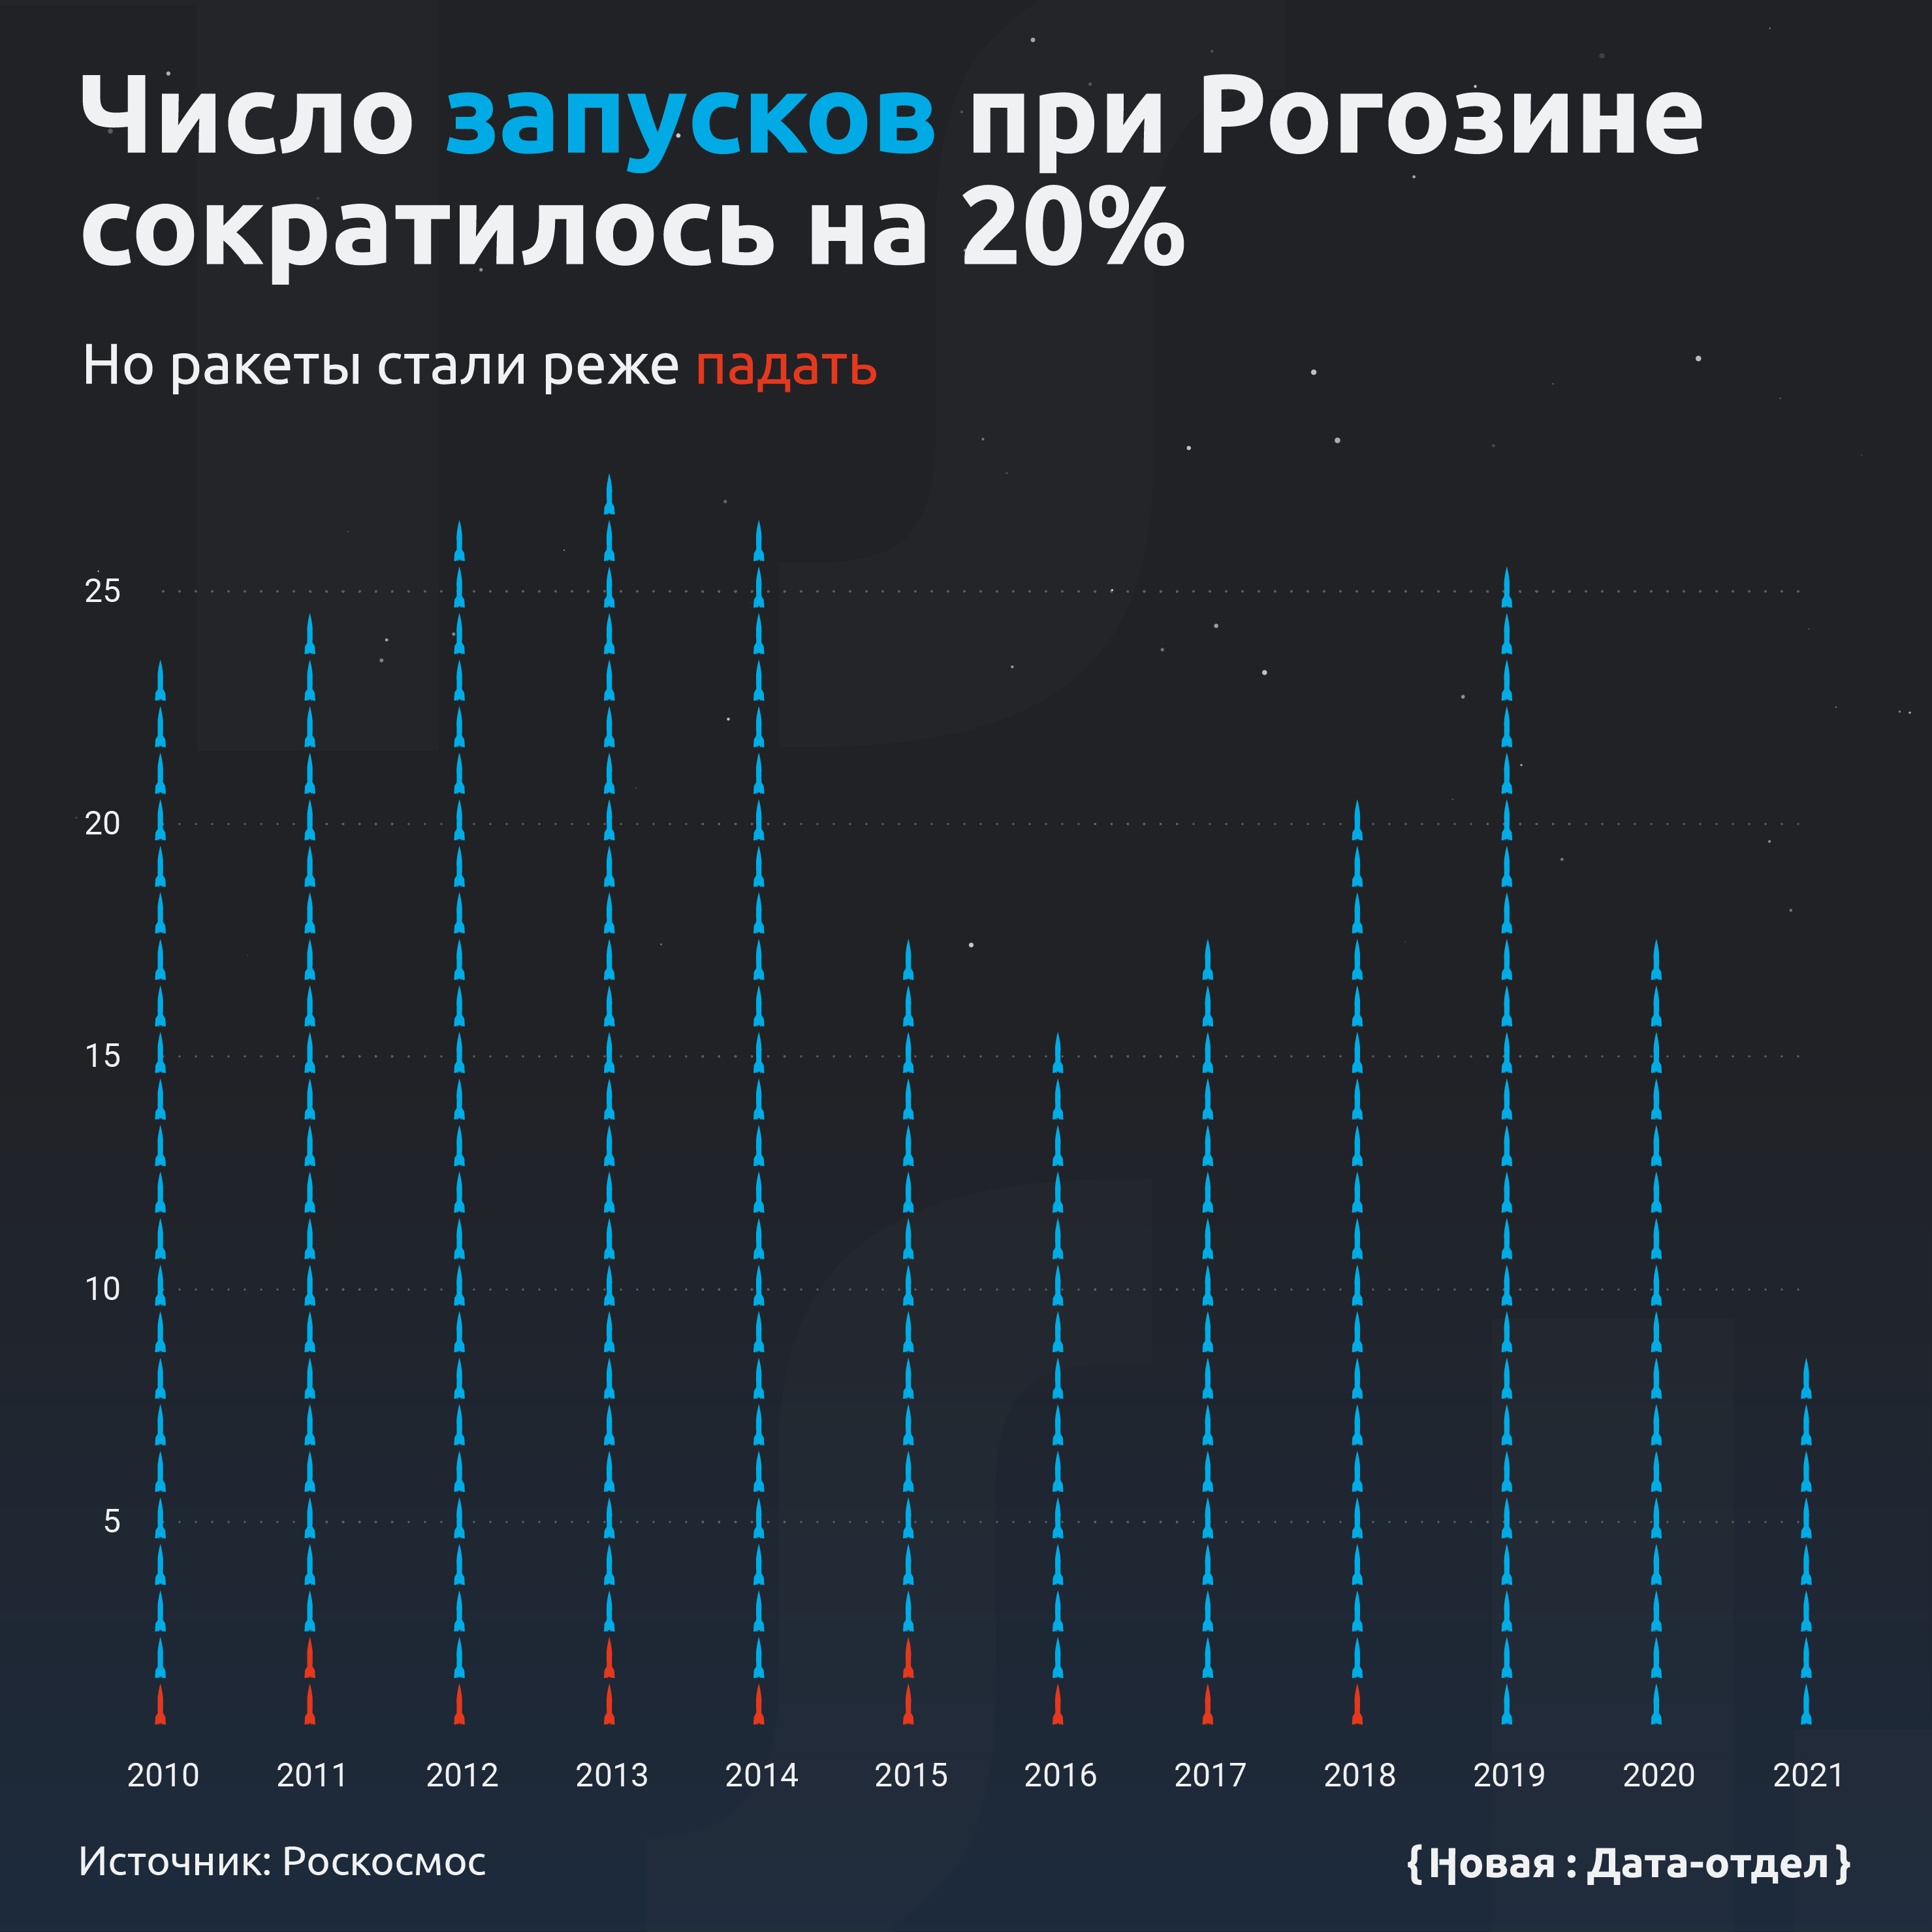 Число запусков при Рогозине
сократилось на 20%
Но ракеты стали реже падать
25
20
15
10
5
2010 2011 2012 2013 2014 2015 2016 2017 2018 2019 2020 2021
Источник: Роскосмос
{Новая : Дата-отдел}